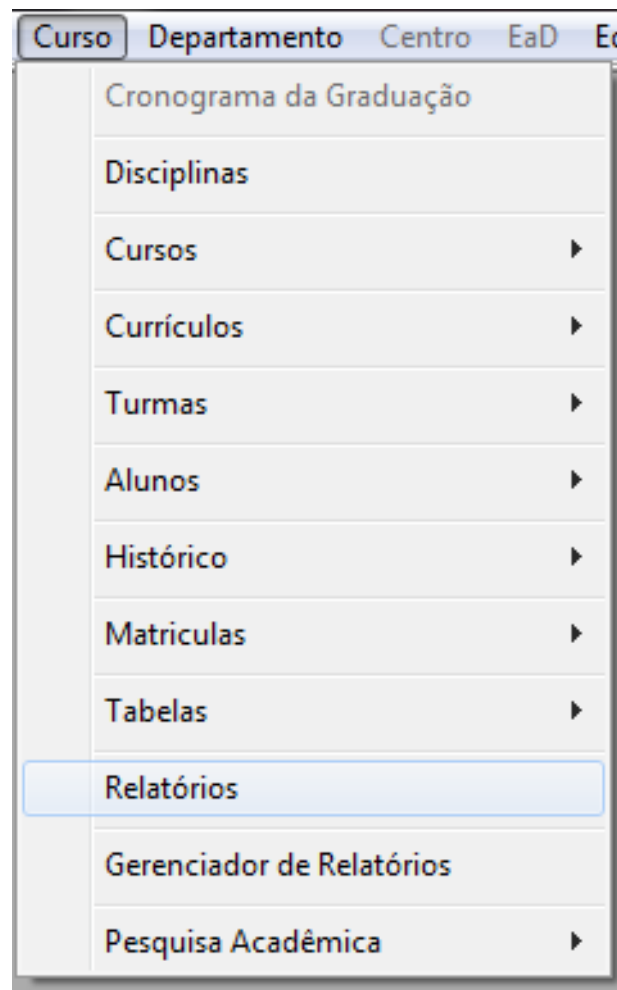 Curso Departamento Centro EaD
Cronograma da Graduação
Disciplinas
Cursos
Currículos
Turmas
Alunos
Histórico
Matriculas
Tabelas
Relatórios
Gerenciador de Relatórios
Pesquisa Acadêmica